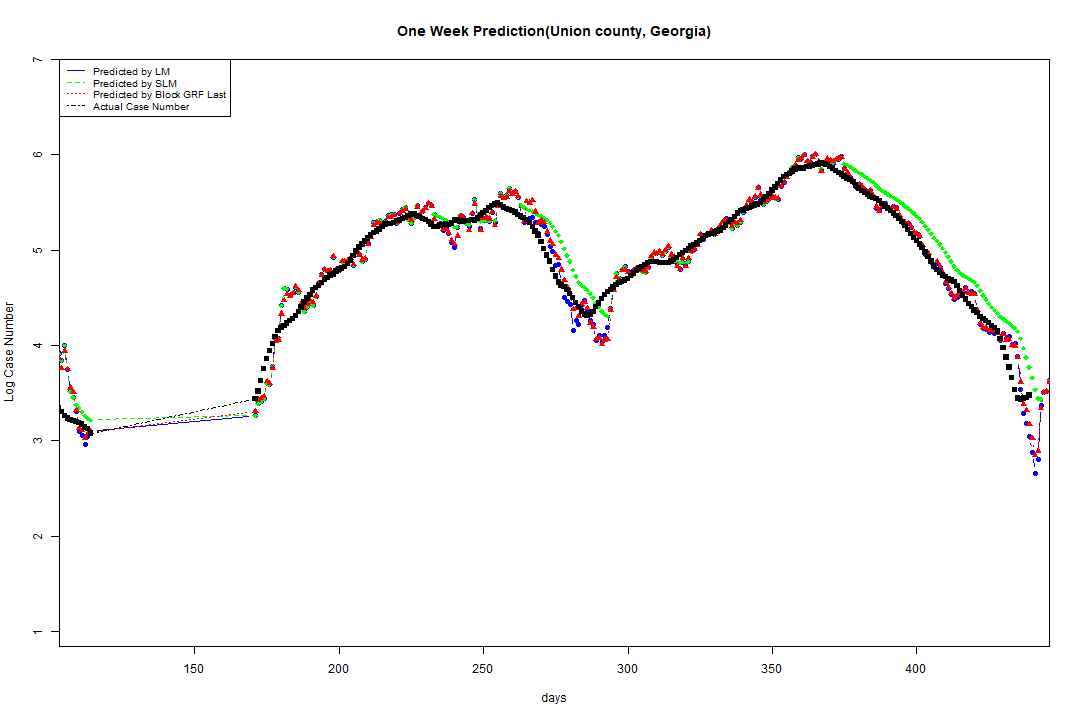 One Week Prediction(Union county, Georgia)
7
Predicted by LM
Predicted by SLM
Predicted by Block GRF Last
Actual Case Number
6
5
4
3
2
1
Log Case Number
150 200 250 300 350 400
days